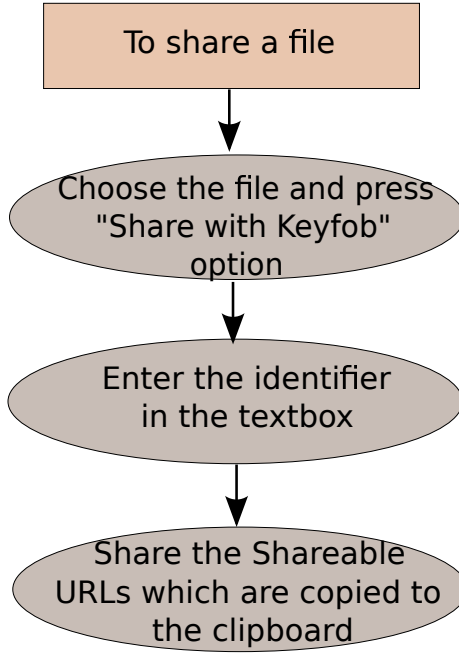 To share a file
Choose the file and press
"Share with Keyfob"
option
Enter the identifier
in the textbox
Share the Shareable
URLs which are copied to
the clipboard